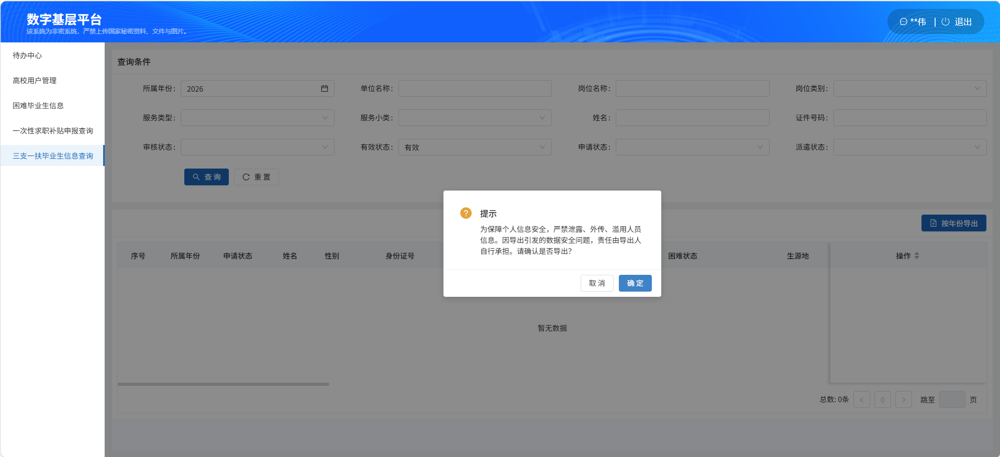 数字基层平台
该系统为非密系统，严禁上传国家秘密资料、文件与图片。
**伟 | 退出
待办中心
高校用户管理
困难毕业生信息
一次性求职补贴申报查询
三支一扶毕业生信息查询
查询条件
所属年份： 2026 单位名称： 岗位名称： 岗位类别：
服务类型： 服务小类： 姓名： 证件号码：
审核状态： 有效状态： 有效 申请状态： 派遣状态：
查 询 重 置
按年份导出
序号 所属年份 申请状态 姓名 性别 身份证号 困难状态 生源地 操作
暂无数据
总数: 0条 < 0 > 跳至 页
? 提示
为保障个人信息安全，严禁泄露、外传、滥用人员
信息。因导出引发的数据安全问题，责任由导出人
自行承担。请确认是否导出？
取 消 确 定